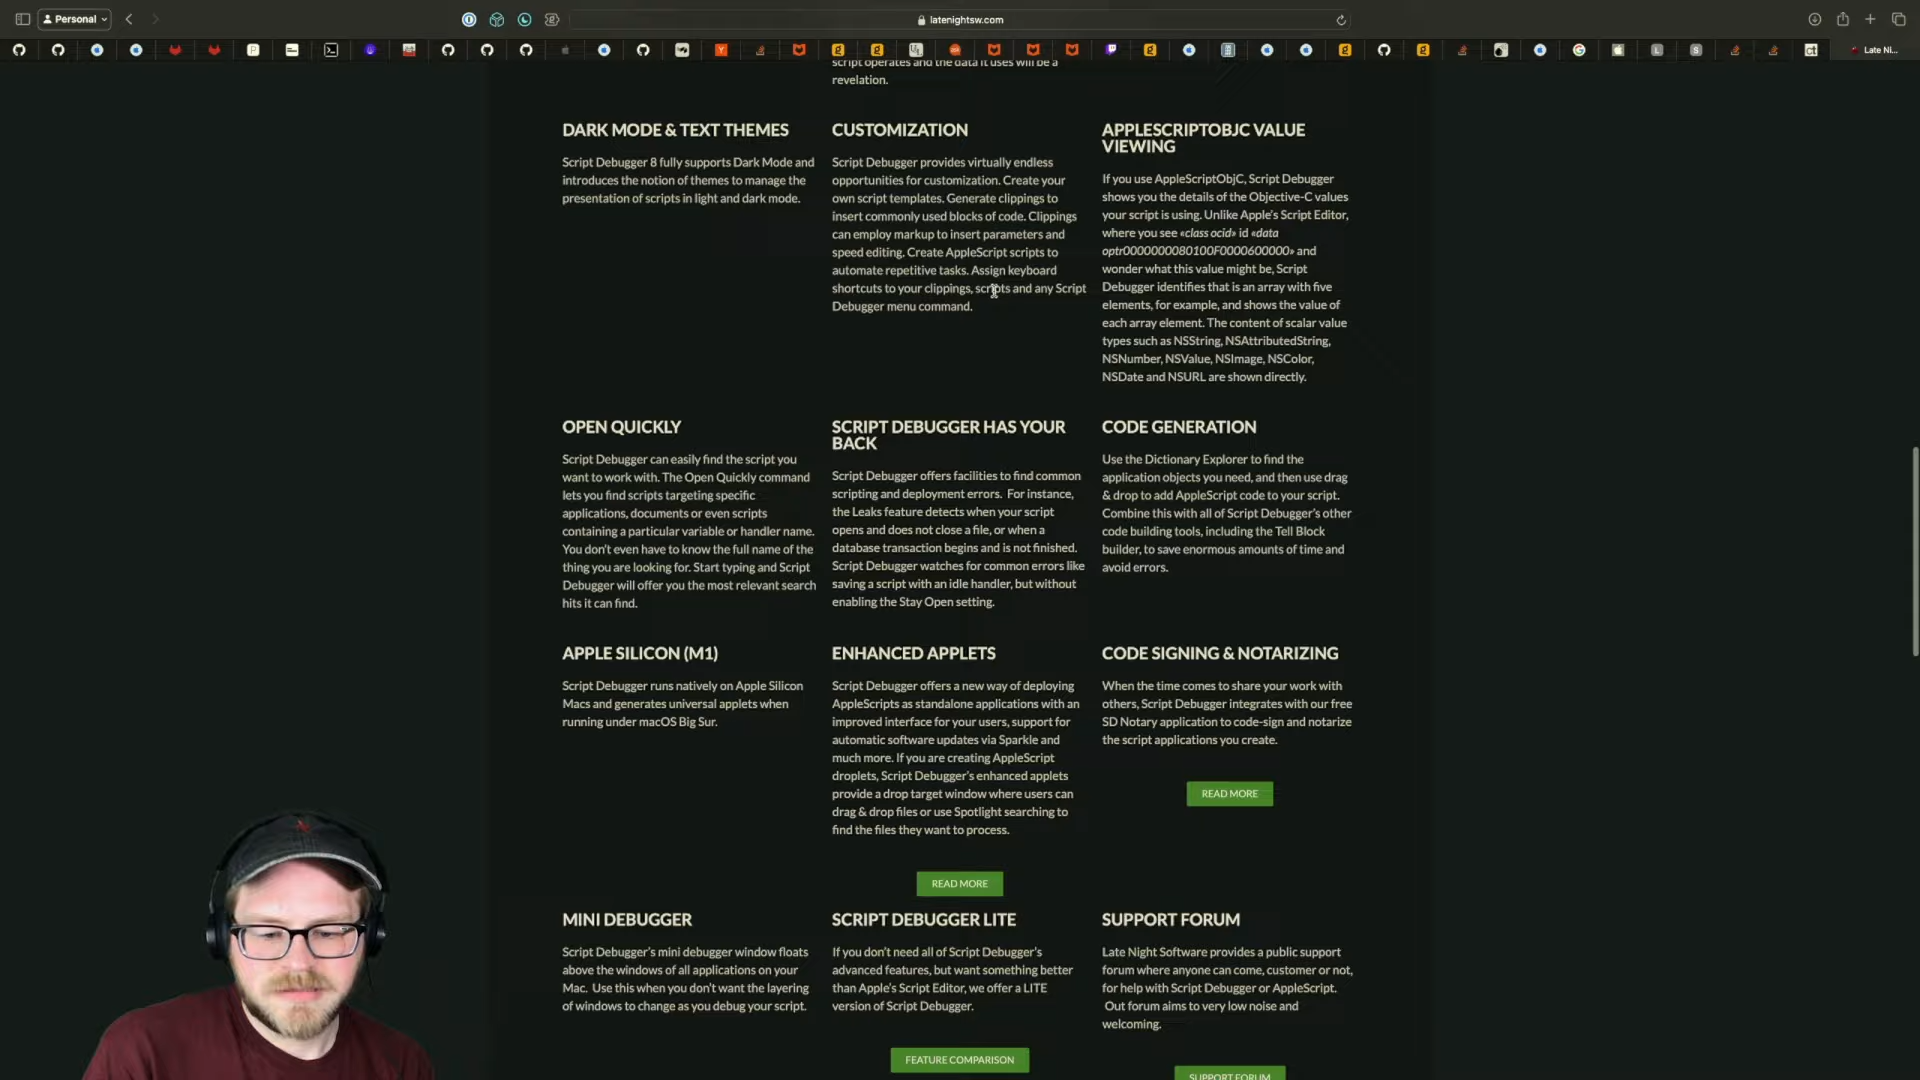 Personal
latenightsw.com
Late Ni...
script operates and the data it uses will be a
revelation.
DARK MODE & TEXT THEMES
Script Debugger 8 fully supports Dark Mode and
introduces the notion of themes to manage the
presentation of scripts in light and dark mode.
CUSTOMIZATION
Script Debugger provides virtually endless
opportunities for customization. Create your
own script templates. Generate clippings to
insert commonly used blocks of code. Clippings
can employ markup to insert parameters and
speed editing. Create AppleScript scripts to
automate repetitive tasks. Assign keyboard
shortcuts to your clippings, scripts and any Script
Debugger menu command.
APPLESCRIPTOBJC VALUE
VIEWING
If you use AppleScriptObjC, Script Debugger
shows you the details of the Objective-C values
your script is using. Unlike Apple's Script Editor,
where you see «class ocid» id «data
optr0000000080100F0000600000» and
wonder what this value might be, Script
Debugger identifies that is an array with five
elements, for example, and shows the value of
each array element. The content of scalar value
types such as NSString, NSAttributedString,
NSNumber, NSValue, NSImage, NSColor,
NSDate and NSURL are shown directly.
OPEN QUICKLY
Script Debugger can easily find the script you
want to work with. The Open Quickly command
lets you find scripts targeting specific
applications, documents or even scripts
containing a particular variable or handler name.
You don't even have to know the full name of the
thing you are looking for. Start typing and Script
Debugger will offer you the most relevant search
hits it can find.
SCRIPT DEBUGGER HAS YOUR
BACK
Script Debugger offers facilities to find common
scripting and deployment errors. For instance,
the Leaks feature detects when your script
opens and does not close a file, or when a
database transaction begins and is not finished.
Script Debugger watches for common errors like
saving a script with an idle handler, but without
enabling the Stay Open setting.
CODE GENERATION
Use the Dictionary Explorer to find the
application objects you need, and then use drag
& drop to add AppleScript code to your script.
Combine this with all of Script Debugger's other
code building tools, including the Tell Block
builder, to save enormous amounts of time and
avoid errors.
APPLE SILICON (M1)
Script Debugger runs natively on Apple Silicon
Macs and generates universal applets when
running under macOS Big Sur.
ENHANCED APPLETS
Script Debugger offers a new way of deploying
AppleScripts as standalone applications with an
improved interface for your users, support for
automatic software updates via Sparkle and
much more. If you are creating AppleScript
droplets, Script Debugger's enhanced applets
provide a drop target window where users can
drag & drop files or use Spotlight searching to
find the files they want to process.
READ MORE
CODE SIGNING & NOTARIZING
When the time comes to share your work with
others, Script Debugger integrates with our free
SD Notary application to code-sign and notarize
the script applications you create.
READ MORE
MINI DEBUGGER
Script Debugger's mini debugger window floats
above the windows of all applications on your
Mac. Use this when you don't want the layering
of windows to change as you debug your script.
SCRIPT DEBUGGER LITE
If you don't need all of Script Debugger's
advanced features, but want something better
than Apple's Script Editor, we offer a LITE
version of Script Debugger.
FEATURE COMPARISON
SUPPORT FORUM
Late Night Software provides a public support
forum where anyone can come, customer or not,
for help with Script Debugger or AppleScript.
Out forum aims to very low noise and
welcoming.
SUPPORT FORUM